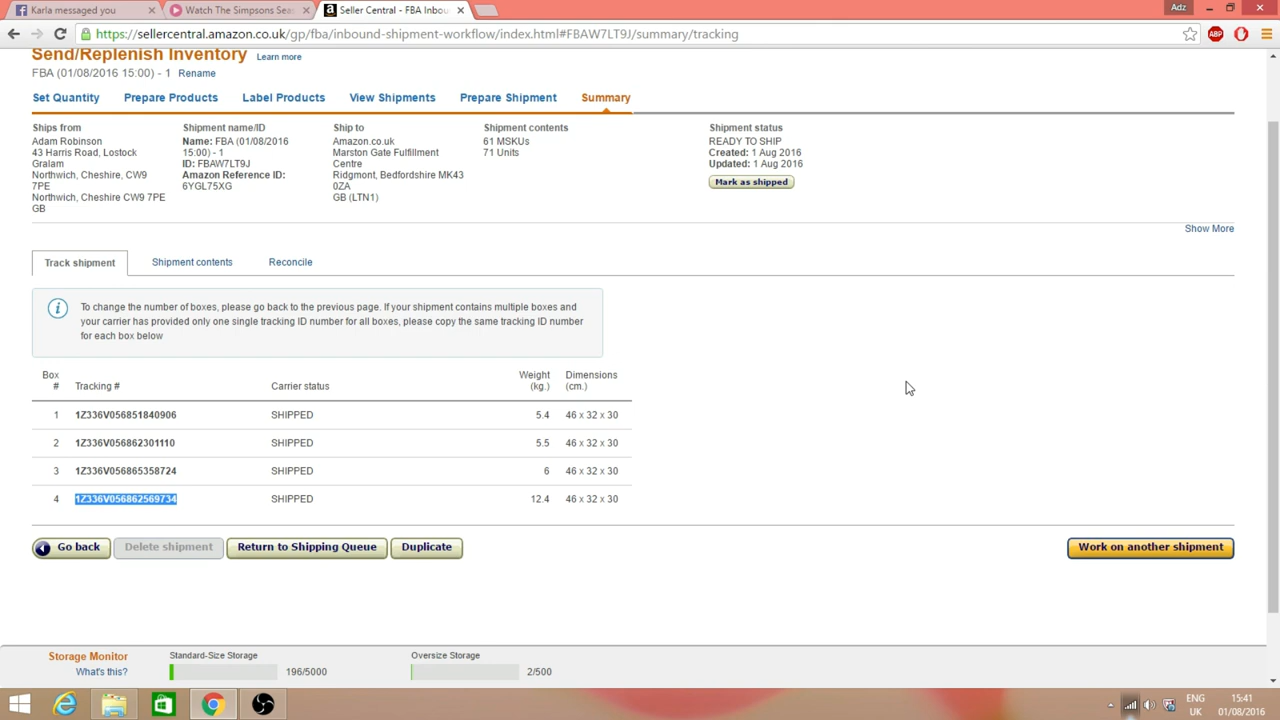 Karla messaged you
Watch The Simpsons Seas
Seller Central - FBA Inbou
Adz
https://sellercentral.amazon.co.uk/gp/fba/inbound-shipment-workflow/index.html#FBAW7LT9J/summary/tracking
ABP
Send/Replenish Inventory Learn more
FBA (01/08/2016 15:00) - 1 Rename
Set Quantity Prepare Products Label Products View Shipments Prepare Shipment Summary
Ships from
Adam Robinson
43 Harris Road, Lostock
Gralam
Northwich, Cheshire, CW9
7PE
Northwich, Cheshire CW9 7PE
GB
Shipment name/ID
Name: FBA (01/08/2016
15:00) - 1
ID: FBAW7LT9J
Amazon Reference ID:
6YGL75XG
Ship to
Amazon.co.uk
Marston Gate Fulfillment
Centre
Ridgmont, Bedfordshire MK43
0ZA
GB (LTN1)
Shipment contents
61 MSKUs
71 Units
Shipment status
READY TO SHIP
Created: 1 Aug 2016
Updated: 1 Aug 2016
Mark as shipped
Show More
Track shipment Shipment contents Reconcile
To change the number of boxes, please go back to the previous page. If your shipment contains multiple boxes and
your carrier has provided only one single tracking ID number for all boxes, please copy the same tracking ID number
for each box below
Box # Tracking # Carrier status Weight (kg.) Dimensions (cm.)
1 1Z336V056851840906 SHIPPED 5.4 46 x 32 x 30
2 1Z336V056862301110 SHIPPED 5.5 46 x 32 x 30
3 1Z336V056865358724 SHIPPED 6 46 x 32 x 30
4 1Z336V056862569734 SHIPPED 12.4 46 x 32 x 30
Go back Delete shipment Return to Shipping Queue Duplicate Work on another shipment
Storage Monitor
What's this?
Standard-Size Storage
196/5000
Oversize Storage
2/500
ENG
UK
15:41
01/08/2016